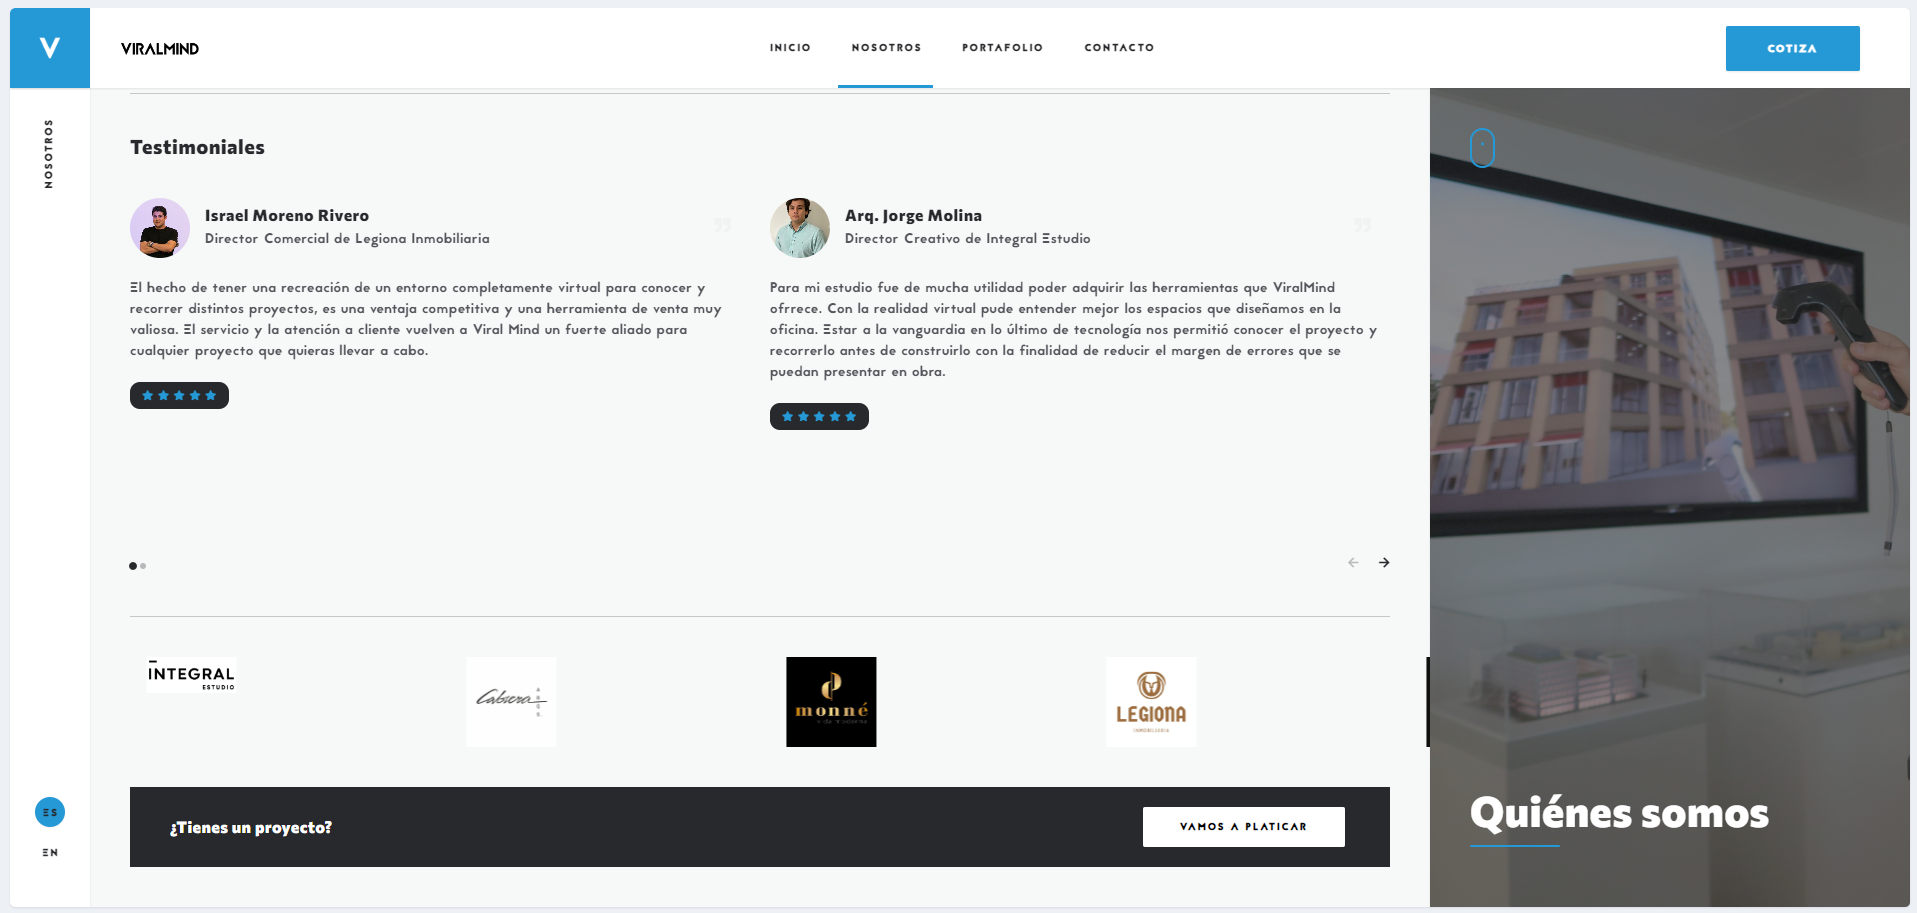 V
VIRALMIND
INICIO
NOSOTROS
PORTAFOLIO
CONTACTO
COTIZA
NOSOTROS
Testimoniales
Israel Moreno Rivero
Director Comercial de Legiona Inmobiliaria
El hecho de tener una recreación de un entorno completamente virtual para conocer y
recorrer distintos proyectos, es una ventaja competitiva y una herramienta de venta muy
valiosa. El servicio y la atención a cliente vuelven a Viral Mind un fuerte aliado para
cualquier proyecto que quieras llevar a cabo.
Arq. Jorge Molina
Director Creativo de Integral Estudio
Para mi estudio fue de mucha utilidad poder adquirir las herramientas que ViralMind
ofrrece. Con la realidad virtual pude entender mejor los espacios que diseñamos en la
oficina. Estar a la vanguardia en lo último de tecnología nos permitió conocer el proyecto y
recorrerlo antes de construirlo con la finalidad de reducir el margen de errores que se
puedan presentar en obra.
INTEGRAL
ESTUDIO
Cabrera
ARQS.
monné
LEGIONA
INMOBILIARIA
¿Tienes un proyecto?
VAMOS A PLATICAR
ES
EN
Quiénes somos